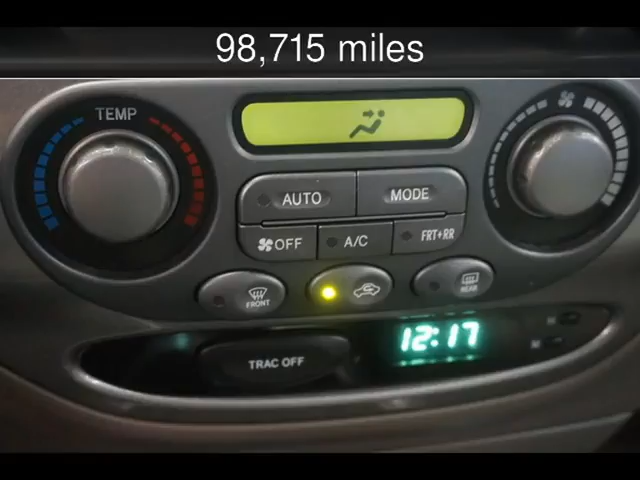 98,715 miles
TEMP
AUTO
MODE
OFF
A/C
FRT+RR
FRONT
REAR
TRAC OFF
12:17
H
M